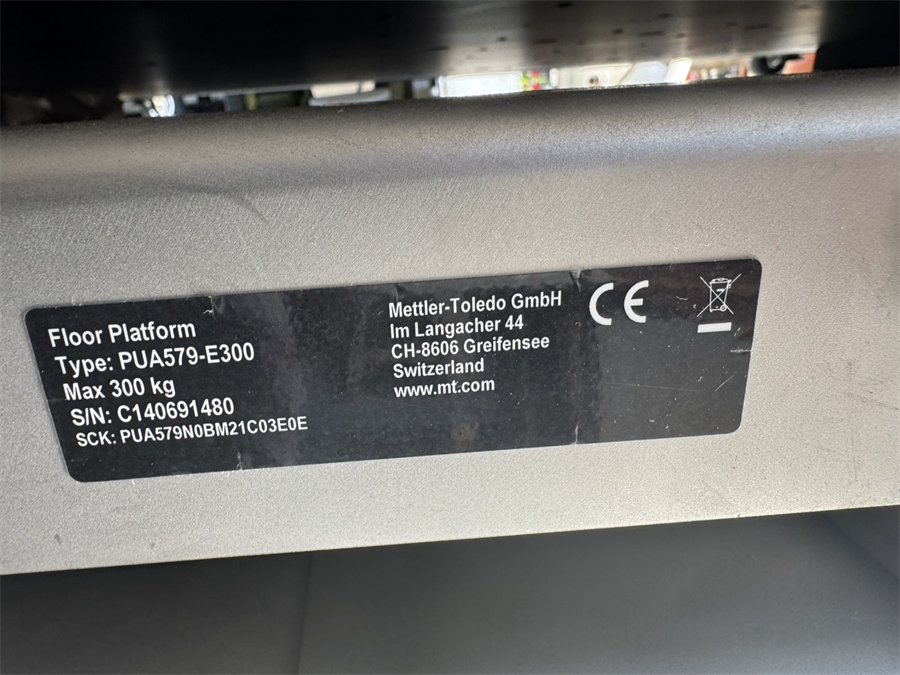 Floor Platform
Type: PUA579-E300
Max 300 kg
S/N: C140691480
SCK: PUA579N0BM21C03E0E
Mettler-Toledo GmbH
Im Langacher 44
CH-8606 Greifensee
Switzerland
www.mt.com
CE